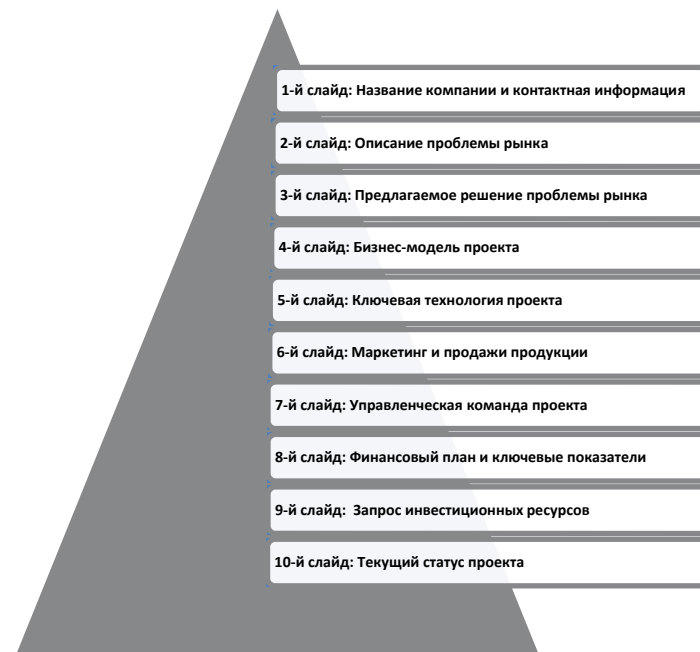 1-й слайд: Название компании и контактная информация
2-й слайд: Описание проблемы рынка
3-й слайд: Предлагаемое решение проблемы рынка
4-й слайд: Бизнес-модель проекта
5-й слайд: Ключевая технология проекта
6-й слайд: Маркетинг и продажи продукции
7-й слайд: Управленческая команда проекта
8-й слайд: Финансовый план и ключевые показатели
9-й слайд: Запрос инвестиционных ресурсов
10-й слайд: Текущий статус проекта